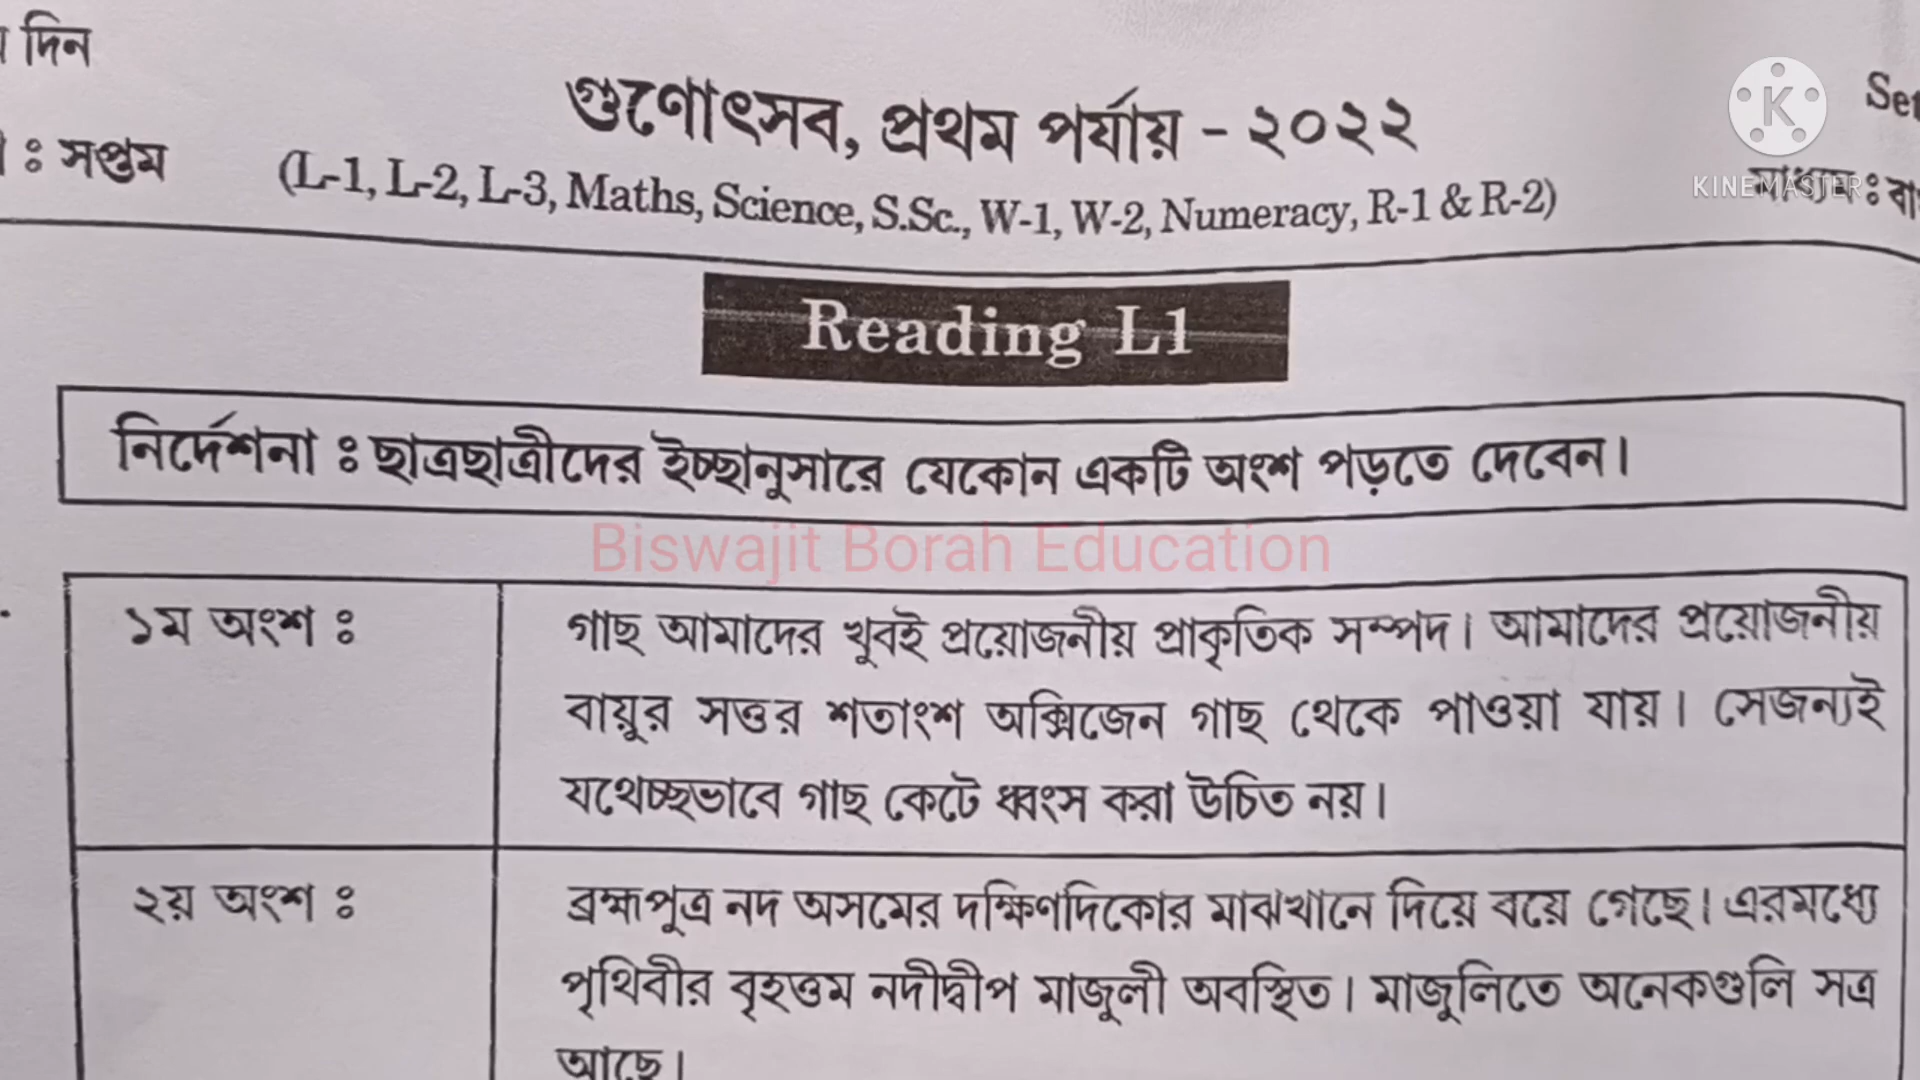 দিন
Set
গুণোৎসব, প্রথম পর্যায় - ২০২২
: সপ্তম
(L-1, L-2, L-3, Maths, Science, S.Sc., W-1, W-2, Numeracy, R-1 & R-2)
মাধ্যম : বা
KINEMASTER
Reading L1
নির্দেশনা : ছাত্রছাত্রীদের ইচ্ছানুসারে যেকোন একটি অংশ পড়তে দেবেন।
Biswajit Borah Education
১ম অংশ :
গাছ আমাদের খুবই প্রয়োজনীয় প্রাকৃতিক সম্পদ। আমাদের প্রয়োজনীয়
বায়ুর সত্তর শতাংশ অক্সিজেন গাছ থেকে পাওয়া যায়। সেজন্যই
যথেচ্ছভাবে গাছ কেটে ধ্বংস করা উচিত নয়।
২য় অংশ :
ব্রহ্মপুত্র নদ অসমের দক্ষিণদিকোর মাঝখানে দিয়ে বয়ে গেছে। এরমধ্যে
পৃথিবীর বৃহত্তম নদীদ্বীপ মাজুলী অবস্থিত। মাজুলিতে অনেকগুলি সত্র
আছে।